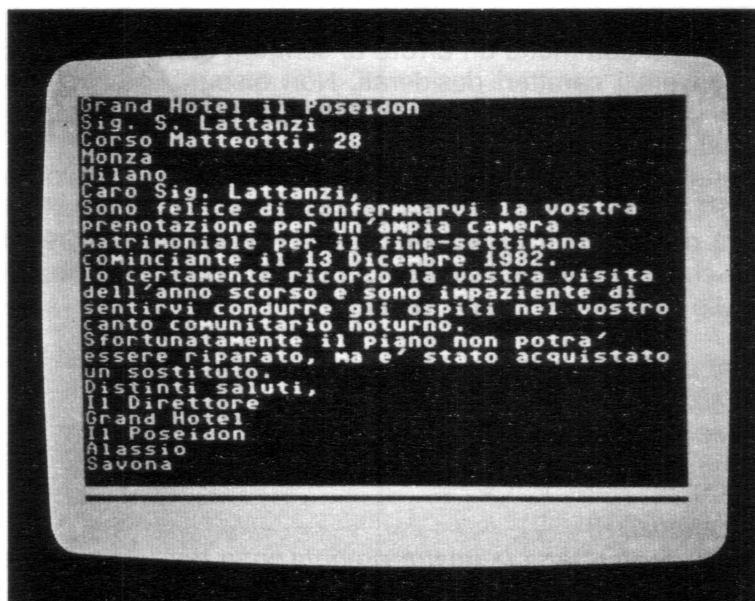 Grand Hotel il Poseidon
Sig. S. Lattanzi
Corso Matteotti, 28
Monza
Milano
Caro Sig. Lattanzi,
Sono felice di confermmarvi la vostra
prenotazione per un'ampia camera
matrimoniale per il fine-settimana
cominciante il 13 Dicembre 1982.
Io certamente ricordo la vostra visita
dell'anno scorso e sono impaziente di
sentirvi condurre gli ospiti nel vostro
canto comunitario noturno.
Sfortunatamente il piano non potra'
essere riparato, ma e' stato acquistato
un sostituto.
Distinti saluti,
Il Direttore
Grand Hotel
Il Poseidon
Alassio
Savona